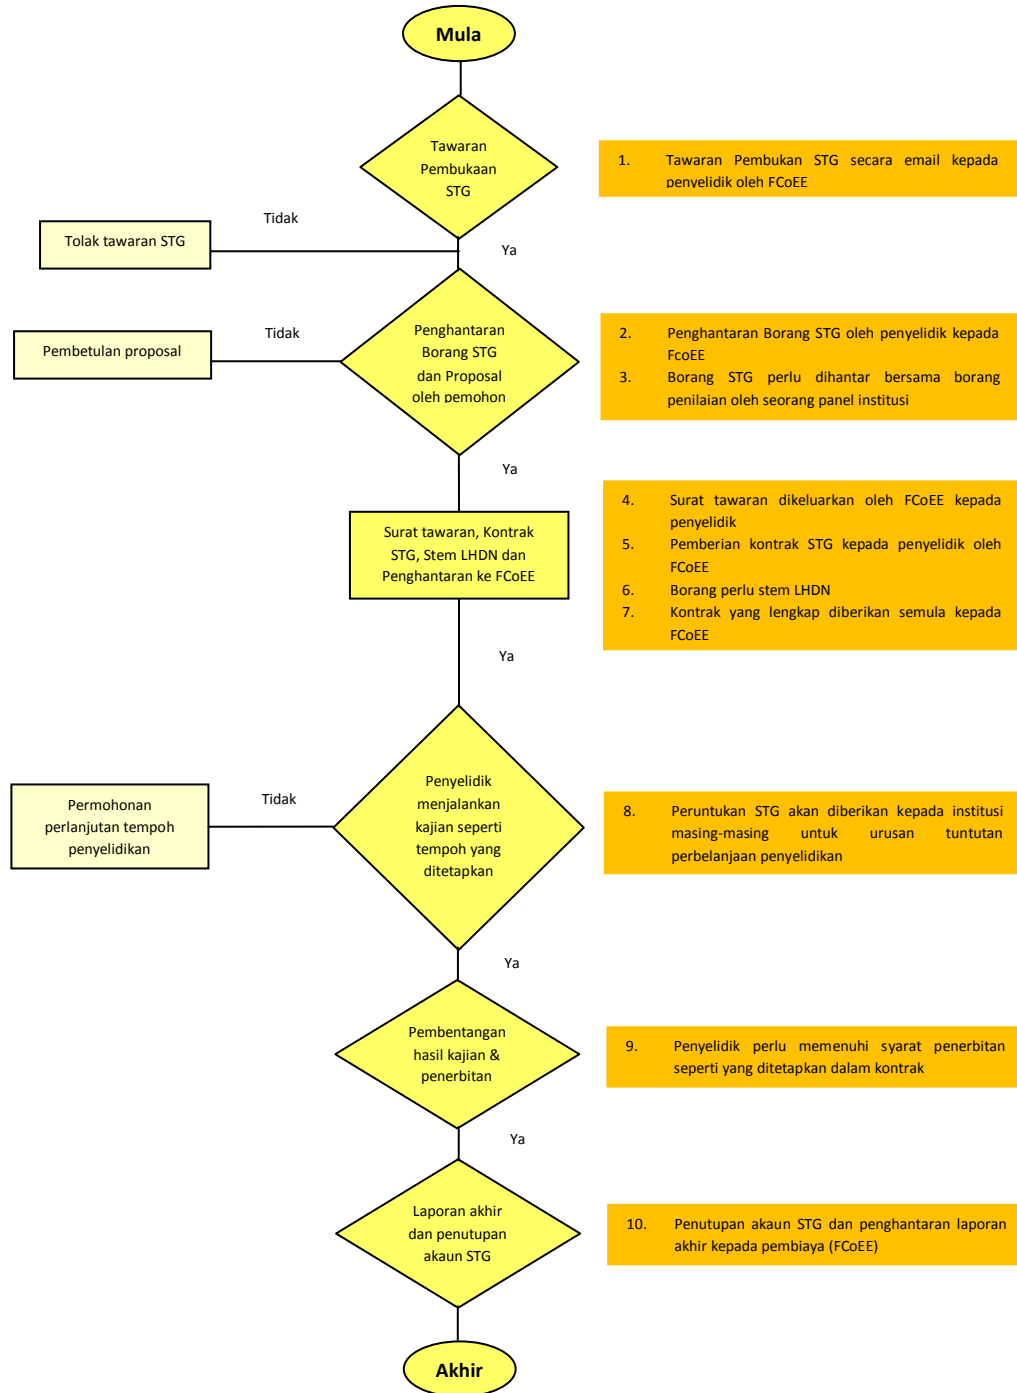 Mula
Tawaran
Pembukaan
STG
1. Tawaran Pembukan STG secara email kepada
penyelidik oleh FCoEE
Tidak
Tolak tawaran STG
Ya
Penghantaran
Borang STG
dan Proposal
oleh pemohon
Tidak
Pembetulan proposal
2. Penghantaran Borang STG oleh penyelidik kepada
FcoEE
3. Borang STG perlu dihantar bersama borang
penilaian oleh seorang panel institusi
Ya
Surat tawaran, Kontrak
STG, Stem LHDN dan
Penghantaran ke FCoEE
4. Surat tawaran dikeluarkan oleh FCoEE kepada
penyelidik
5. Pemberian kontrak STG kepada penyelidik oleh
FCoEE
6. Borang perlu stem LHDN
7. Kontrak yang lengkap diberikan semula kepada
FCoEE
Ya
Penyelidik
menjalankan
kajian seperti
tempoh yang
ditetapkan
Tidak
Permohonan
perlanjutan tempoh
penyelidikan
8. Peruntukan STG akan diberikan kepada institusi
masing-masing untuk urusan tuntutan
perbelanjaan penyelidikan
Ya
Pembentangan
hasil kajian &
penerbitan
9. Penyelidik perlu memenuhi syarat penerbitan
seperti yang ditetapkan dalam kontrak
Ya
Laporan akhir
dan penutupan
akaun STG
10. Penutupan akaun STG dan penghantaran laporan
akhir kepada pembiaya (FCoEE)
Akhir